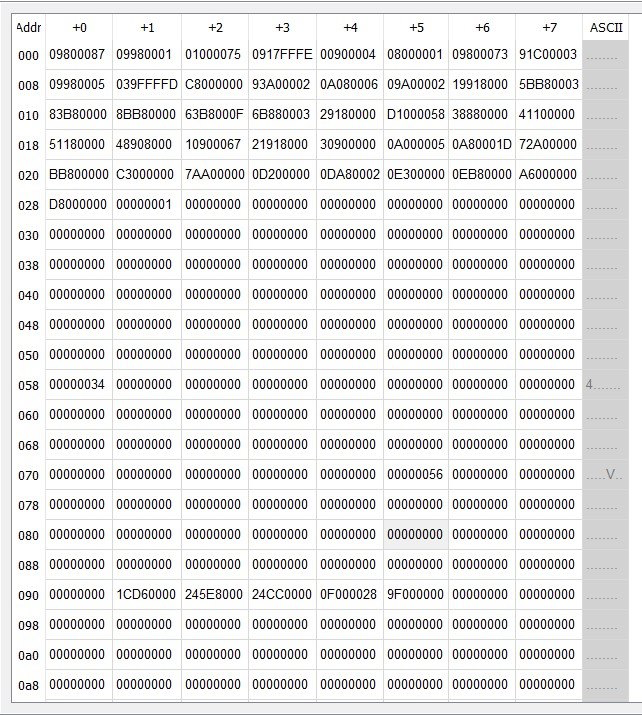 Addr +0 +1 +2 +3 +4 +5 +6 +7 ASCII
000 09800087 09980001 01000075 0917FFFE 00900004 08000001 09800073 91C00003 ........
008 09980005 039FFFFD C8000000 93A00002 0A080006 09A00002 19918000 5BB80003 ........
010 83B80000 8BB80000 63B8000F 6B880003 29180000 D1000058 38880000 41100000 ........
018 51180000 48908000 10900067 21918000 30900000 0A000005 0A80001D 72A00000 ........
020 BB800000 C3000000 7AA00000 0D200000 0DA80002 0E300000 0EB80000 A6000000 ........
028 D8000000 00000001 00000000 00000000 00000000 00000000 00000000 00000000 ........
030 00000000 00000000 00000000 00000000 00000000 00000000 00000000 00000000 ........
038 00000000 00000000 00000000 00000000 00000000 00000000 00000000 00000000 ........
040 00000000 00000000 00000000 00000000 00000000 00000000 00000000 00000000 ........
048 00000000 00000000 00000000 00000000 00000000 00000000 00000000 00000000 ........
050 00000000 00000000 00000000 00000000 00000000 00000000 00000000 00000000 ........
058 00000034 00000000 00000000 00000000 00000000 00000000 00000000 00000000 4.......
060 00000000 00000000 00000000 00000000 00000000 00000000 00000000 00000000 ........
068 00000000 00000000 00000000 00000000 00000000 00000000 00000000 00000000 ........
070 00000000 00000000 00000000 00000000 00000000 00000056 00000000 00000000 .....V..
078 00000000 00000000 00000000 00000000 00000000 00000000 00000000 00000000 ........
080 00000000 00000000 00000000 00000000 00000000 00000000 00000000 00000000 ........
088 00000000 00000000 00000000 00000000 00000000 00000000 00000000 00000000 ........
090 00000000 1CD60000 245E8000 24CC0000 0F000028 9F000000 00000000 00000000 ........
098 00000000 00000000 00000000 00000000 00000000 00000000 00000000 00000000 ........
0a0 00000000 00000000 00000000 00000000 00000000 00000000 00000000 00000000 ........
0a8 00000000 00000000 00000000 00000000 00000000 00000000 00000000 00000000 ........